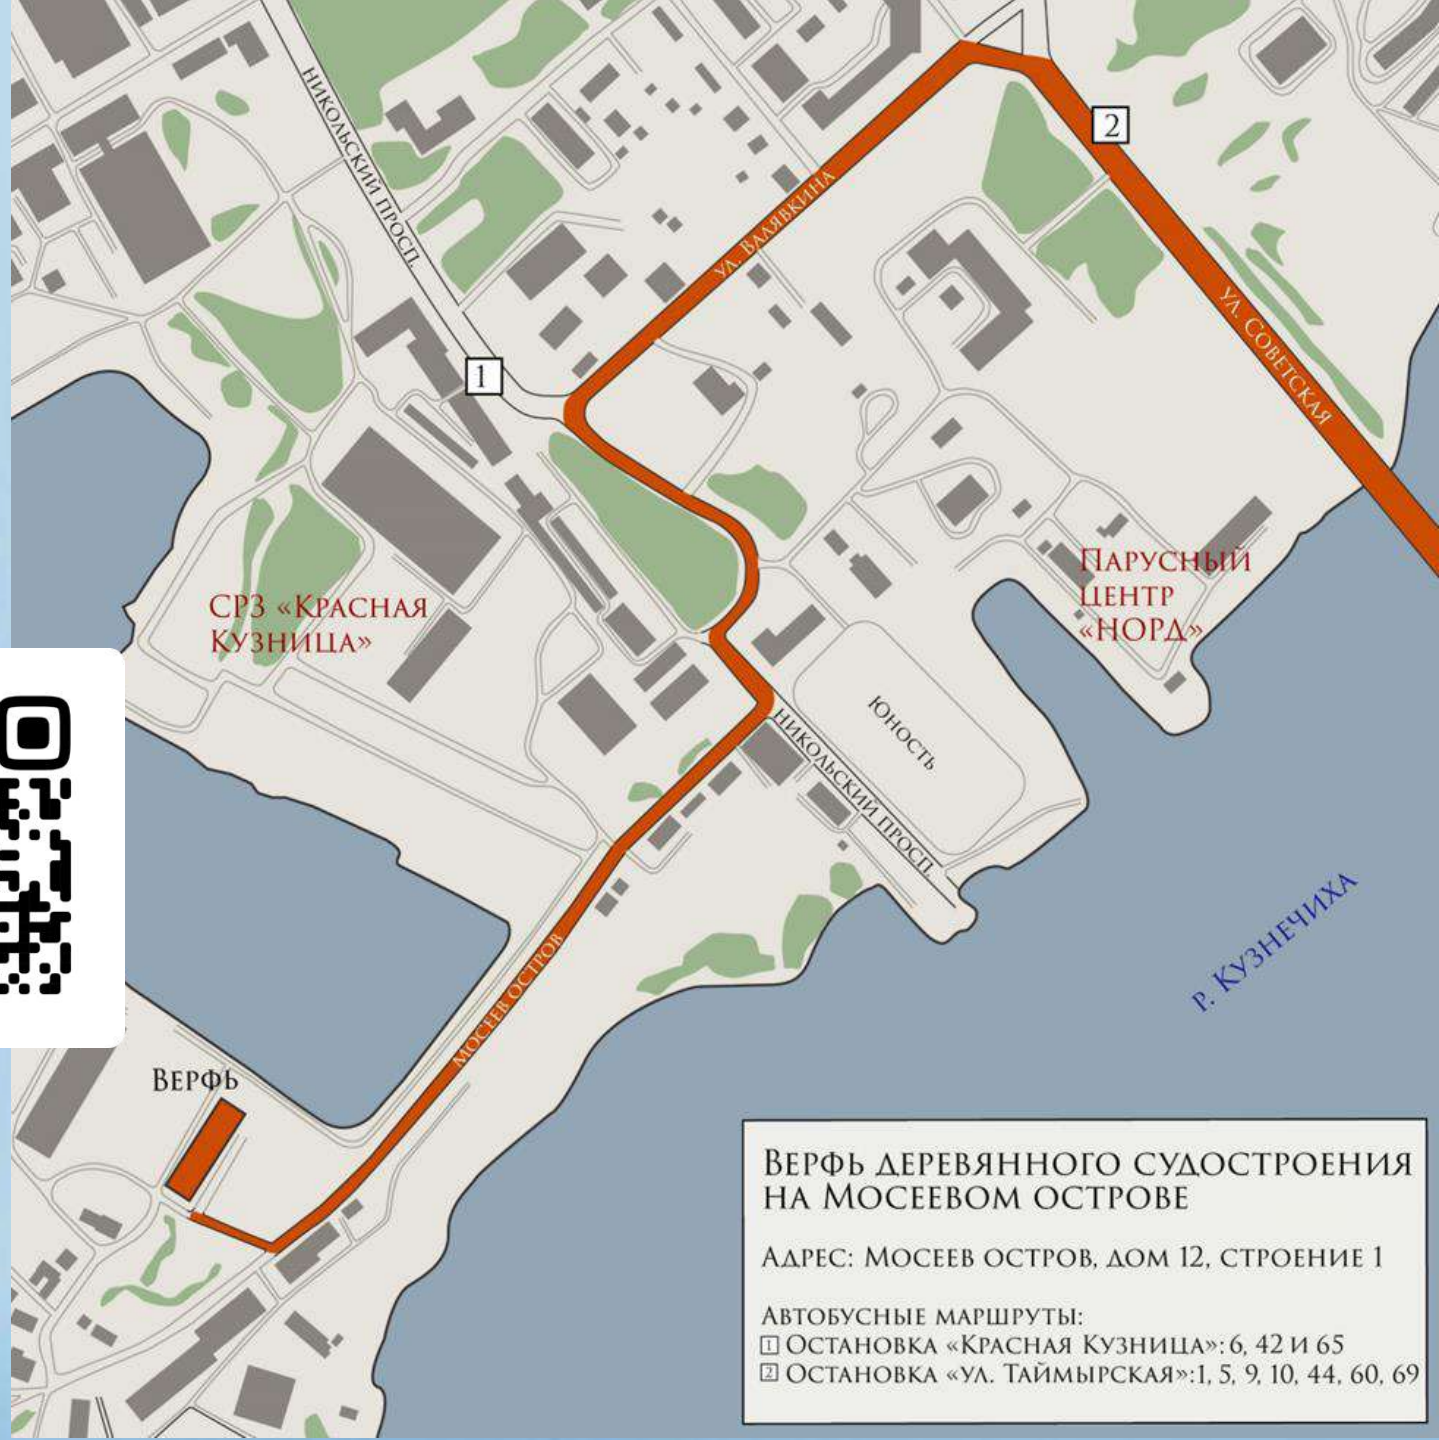 НИКОЛЬСКИЙ ПРОСП.
2
УЛ. ВАЛЯВКИНА
УЛ. СОВЕТСКАЯ
1
СРЗ «КРАСНАЯ
КУЗНИЦА»
ПАРУСНЫЙ
ЦЕНТР
«НОРД»
ЮНОСТЬ
НИКОЛЬСКИЙ ПРОСП.
Р. КУЗНЕЧИХА
МОСЕЕВ ОСТРОВ
ВЕРФЬ
ВЕРФЬ ДЕРЕВЯННОГО СУДОСТРОЕНИЯ
НА МОСЕЕВОМ ОСТРОВЕ
АДРЕС: МОСЕЕВ ОСТРОВ, ДОМ 12, СТРОЕНИЕ 1
АВТОБУСНЫЕ МАРШРУТЫ:
1 ОСТАНОВКА «КРАСНАЯ КУЗНИЦА»: 6, 42 И 65
2 ОСТАНОВКА «УЛ. ТАЙМЫРСКАЯ»:1, 5, 9, 10, 44, 60, 69